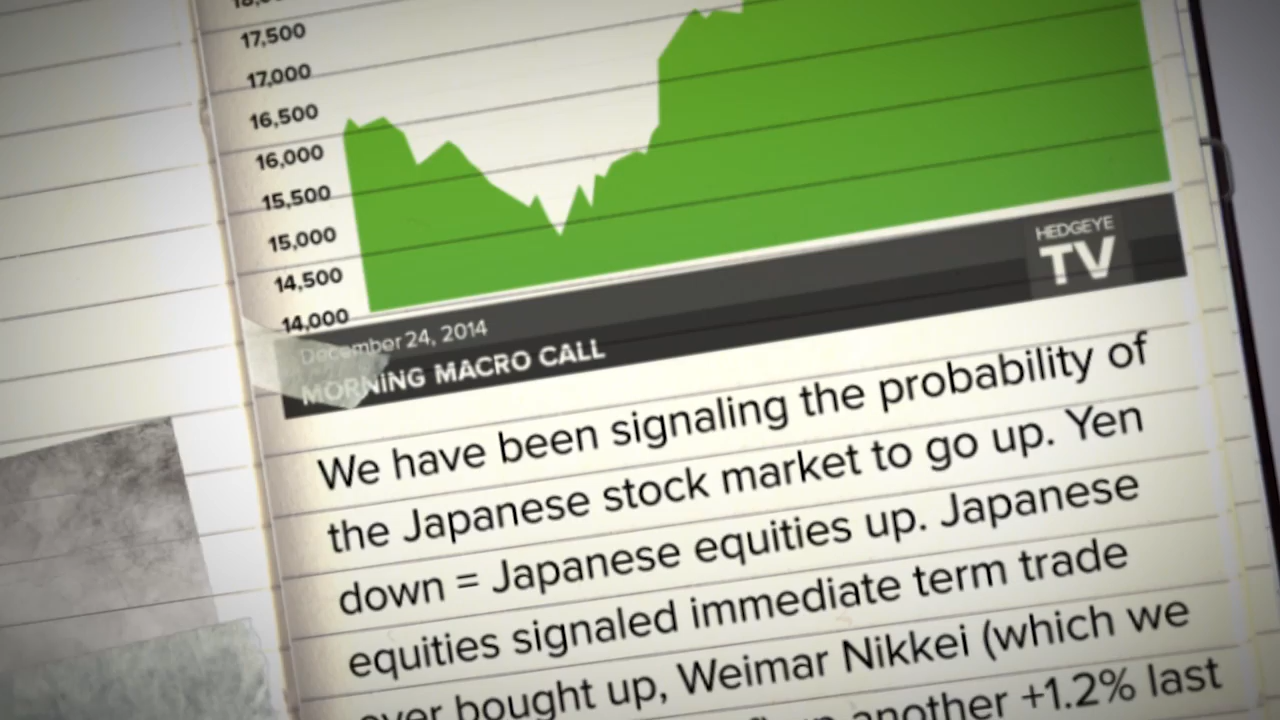 17,500
17,000
16,500
16,000
15,500
15,000
14,500
14,000
HEDGEYE
TV
December 24, 2014
MORNING MACRO CALL
We have been signaling the probability of
the Japanese stock market to go up. Yen
down = Japanese equities up. Japanese
equities signaled immediate term trade
over bought up, Weimar Nikkei (which we
another +1.2% last